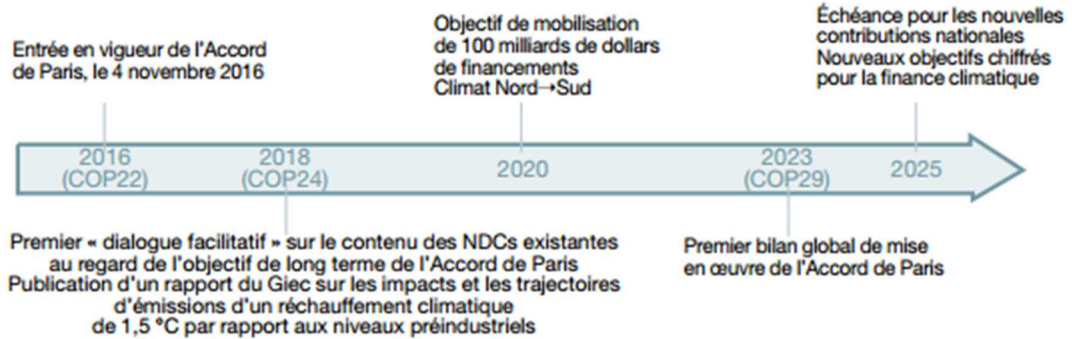 Entrée en vigueur de l'Accord
de Paris, le 4 novembre 2016
Objectif de mobilisation
de 100 milliards de dollars
de financements
Climat Nord→Sud
Échéance pour les nouvelles
contributions nationales
Nouveaux objectifs chiffrés
pour la finance climatique
2016
(COP22)
2018
(COP24)
2020
2023
(COP29)
2025
Premier « dialogue facilitatif » sur le contenu des NDCs existantes
au regard de l'objectif de long terme de l'Accord de Paris
Publication d'un rapport du Giec sur les impacts et les trajectoires
d'émissions d'un réchauffement climatique
de 1,5 °C par rapport aux niveaux préindustriels
Premier bilan global de mise
en œuvre de l'Accord de Paris